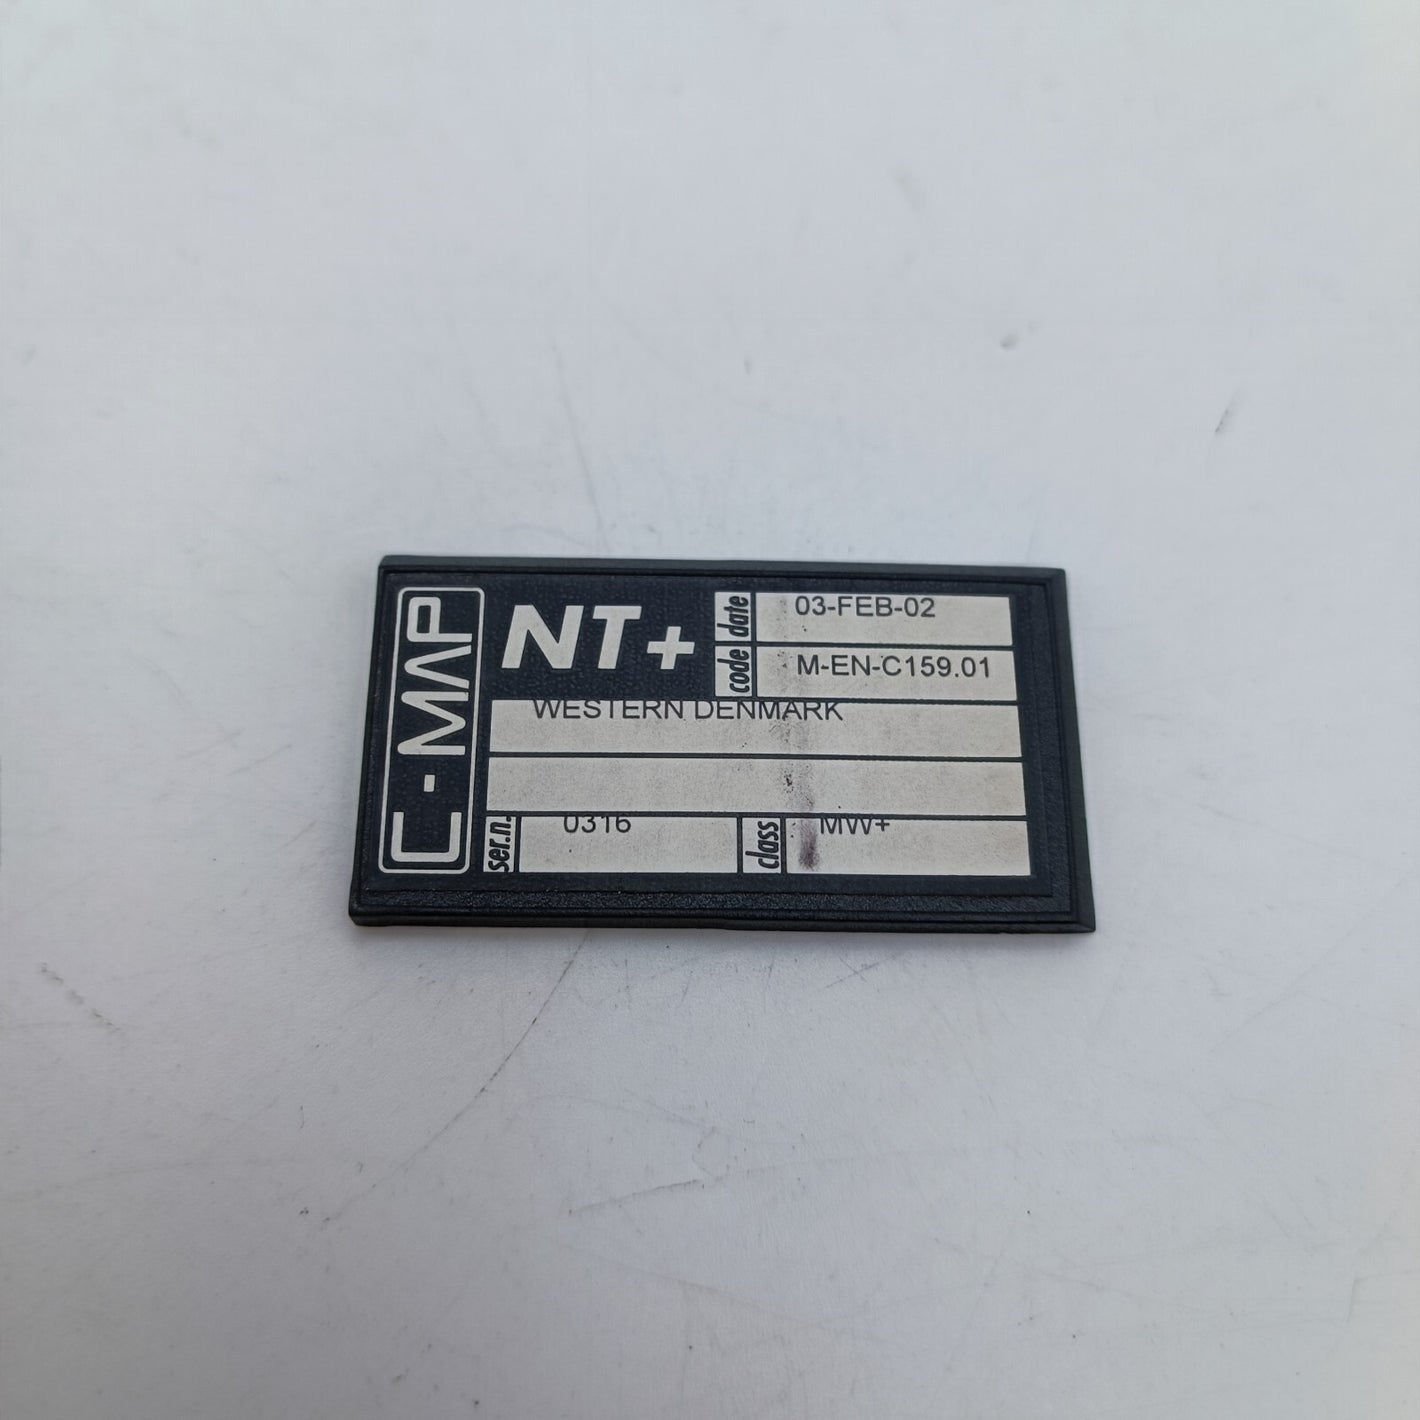 C-MAP
NT+
date 03-FEB-02
code M-EN-C159.01
WESTERN DENMARK
ser.n. 0316 class MW+